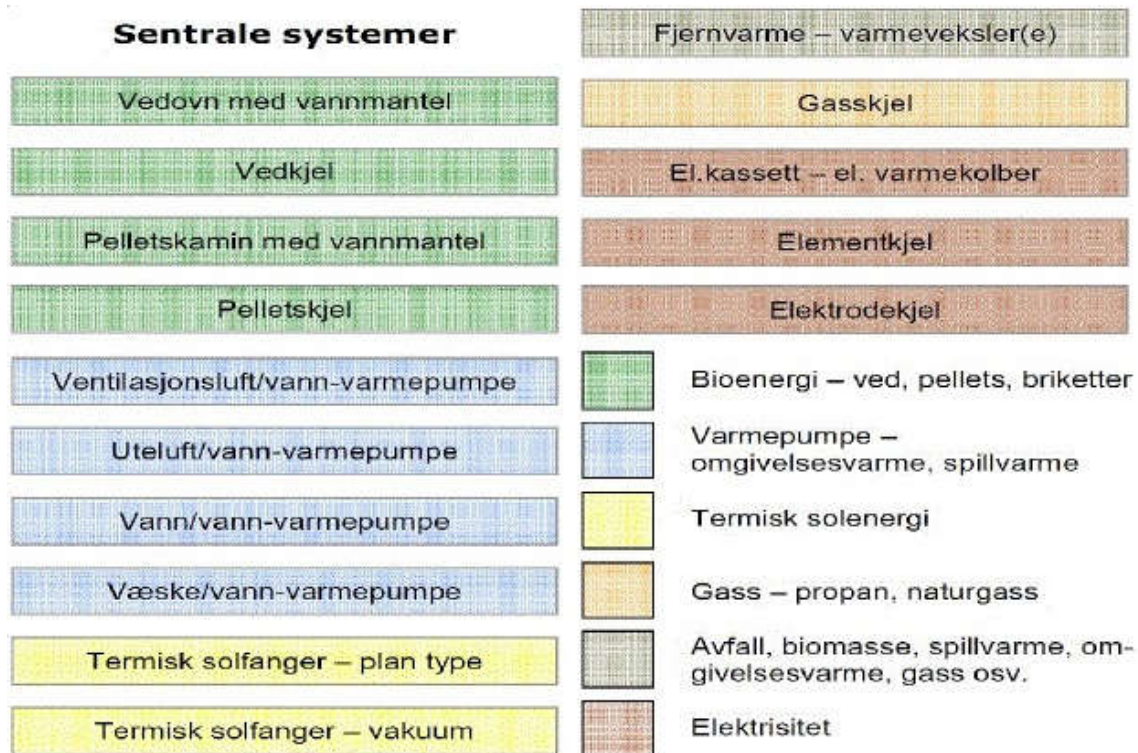 Sentrale systemer
Vedovn med vannmantel
Vedkjel
Pelletskamin med vannmantel
Pelletskjel
Ventilasjonsluft/vann-varmepumpe
Uteluft/vann-varmepumpe
Vann/vann-varmepumpe
Væske/vann-varmepumpe
Termisk solfanger – plan type
Termisk solfanger – vakuum
Fjernvarme – varmeveksler(e)
Gasskjel
El.kassett – el. varmekolber
Elementkjel
Elektrodekjel
Bioenergi – ved, pellets, briketter
Varmepumpe –
omgivelsesvarme, spillvarme
Termisk solenergi
Gass – propan, naturgass
Avfall, biomasse, spillvarme, om-
givelsesvarme, gass osv.
Elektrisitet